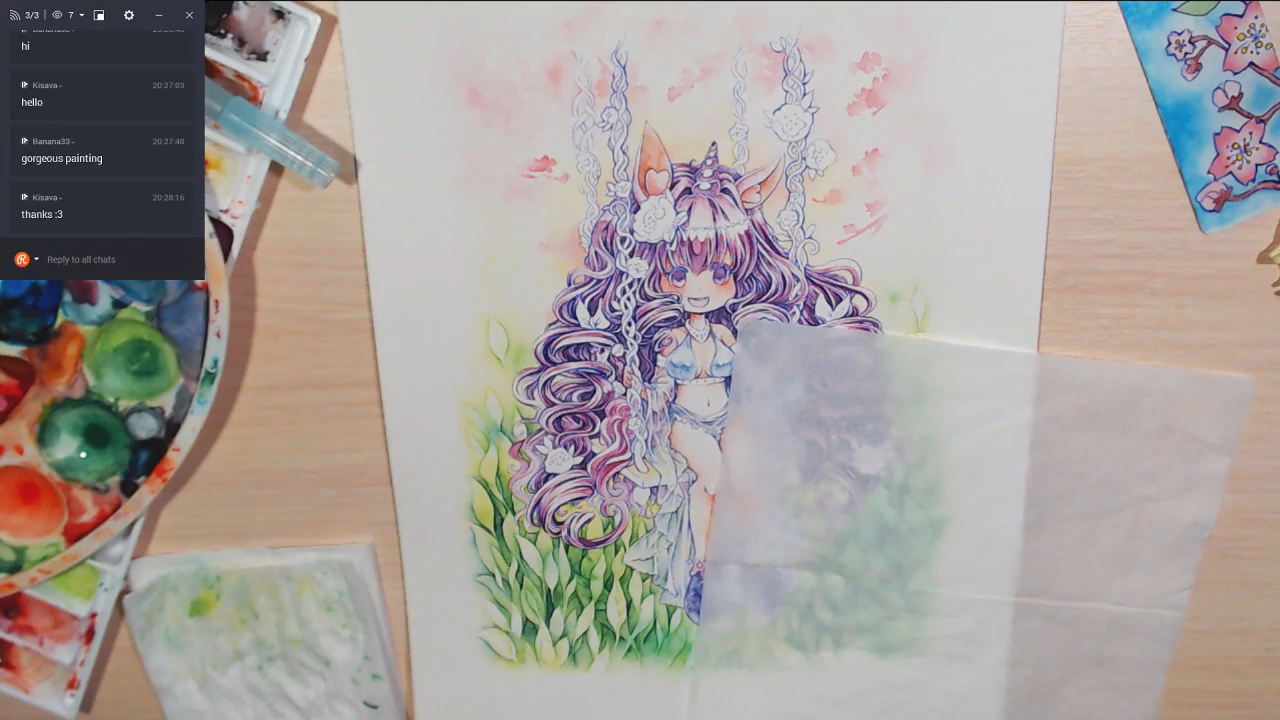 3/3 7
hi
Kisava 20:27:03
hello
Banana33 20:27:48
gorgeous painting
Kisava 20:28:16
thanks :3
Reply to all chats